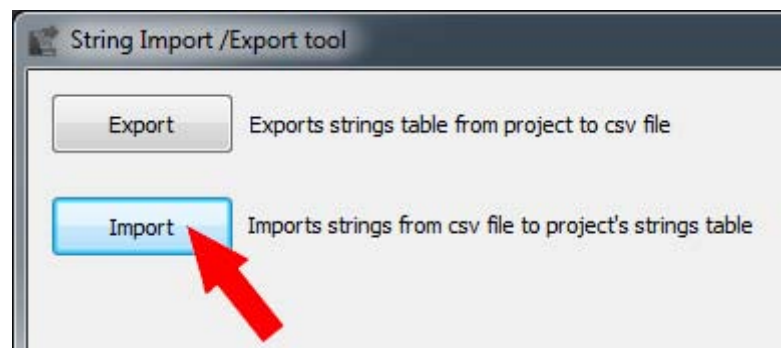 String Import /Export tool
Export Exports strings table from project to csv file
Import Imports strings from csv file to project's strings table